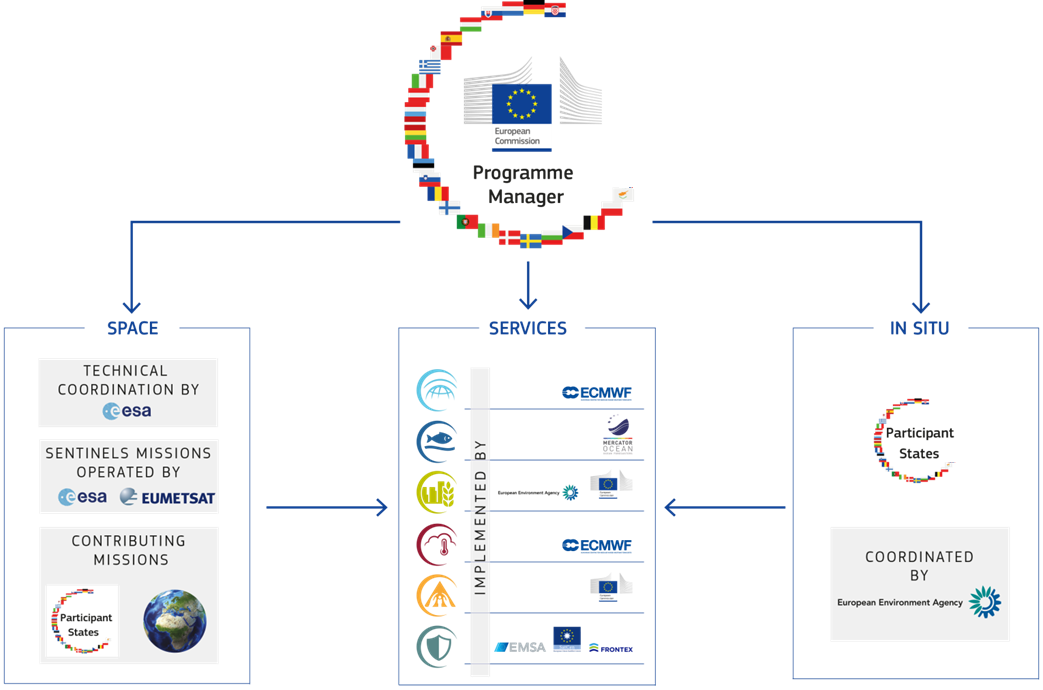 European
Commission
Programme
Manager
SPACE
TECHNICAL
COORDINATION BY
esa
SENTINELS MISSIONS
OPERATED BY
esa EUMETSAT
CONTRIBUTING
MISSIONS
Participant
States
SERVICES
IMPLEMENTED BY
ECMWF
MERCATOR
OCEAN
European Environment Agency
ECMWF
EMSA
FRONTEX
IN SITU
Participant
States
COORDINATED
BY
European Environment Agency